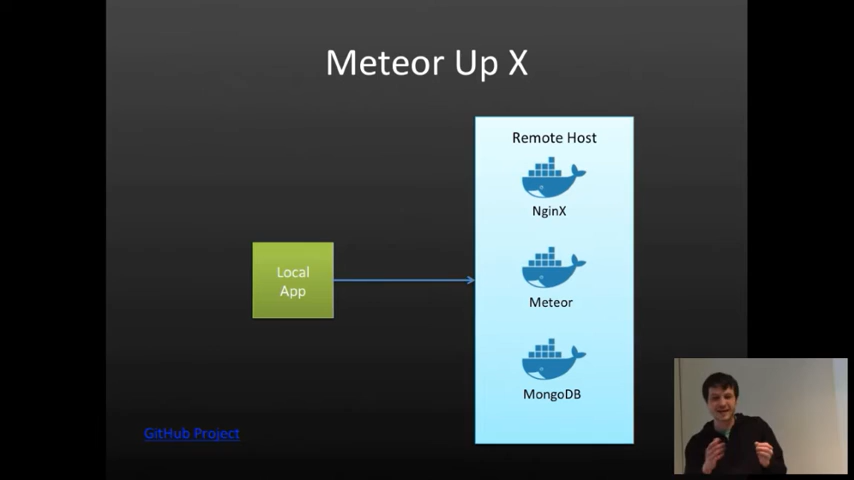 Meteor Up X
Remote Host
NginX
Local
App
Meteor
MongoDB
GitHub Project